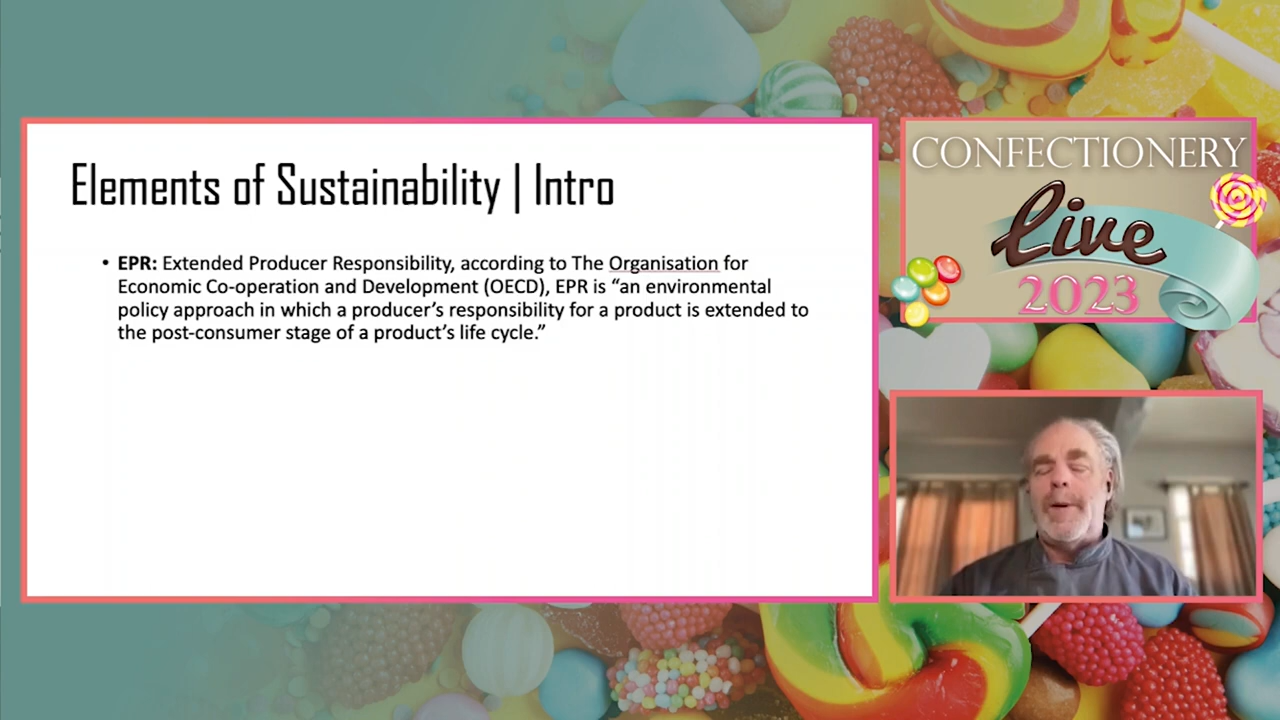 Elements of Sustainability | Intro
• EPR: Extended Producer Responsibility, according to The Organisation for
Economic Co-operation and Development (OECD), EPR is “an environmental
policy approach in which a producer’s responsibility for a product is extended to
the post-consumer stage of a product’s life cycle.”
CONFECTIONERY
Live
2023